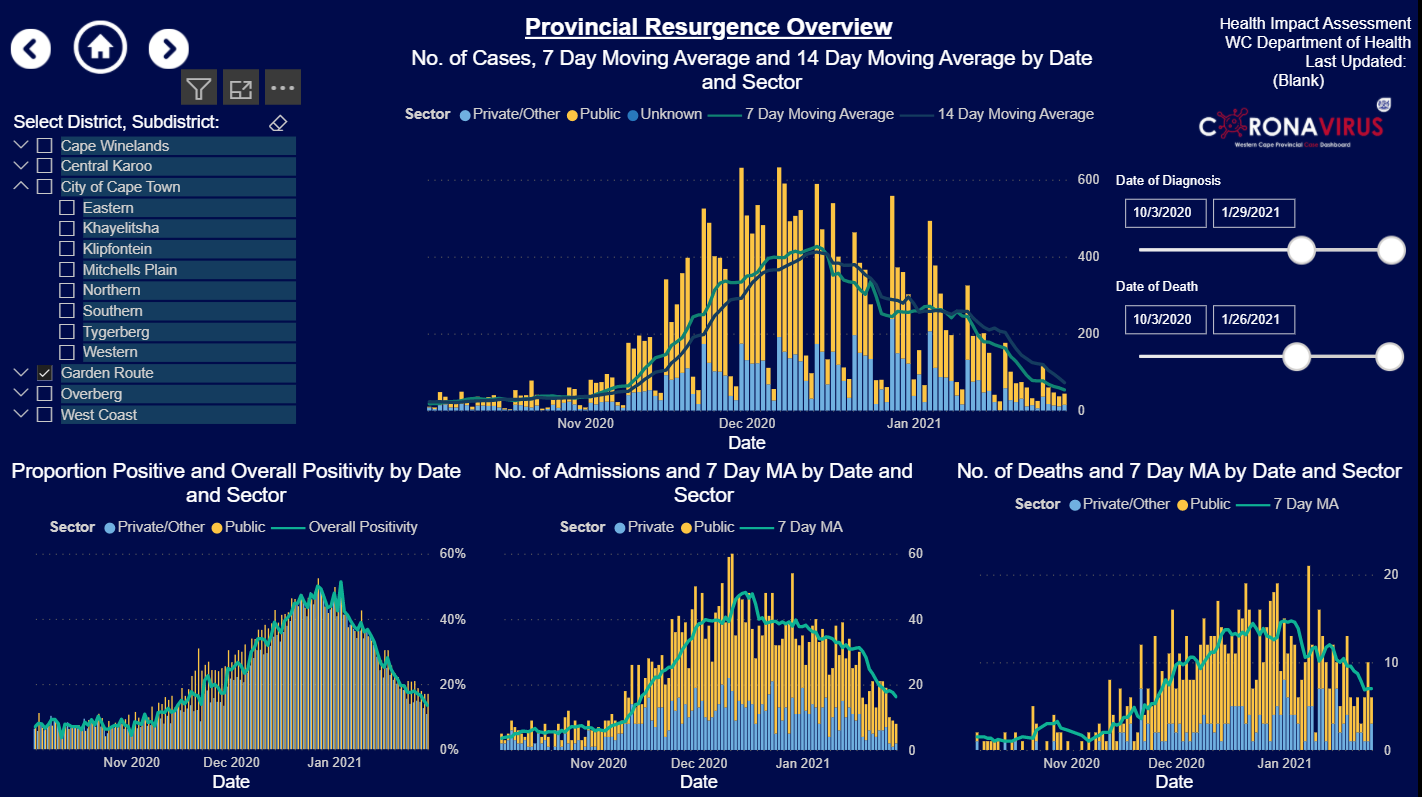 Provincial Resurgence Overview
No. of Cases, 7 Day Moving Average and 14 Day Moving Average by Date
and Sector
Sector Private/Other Public Unknown 7 Day Moving Average 14 Day Moving Average
600
400
200
0
Nov 2020 Dec 2020 Jan 2021
Date
Health Impact Assessment
WC Department of Health
Last Updated:
(Blank)
CORONAVIRUS
Western Cape Provincial Case Dashboard
Date of Diagnosis
10/3/2020 1/29/2021
Date of Death
10/3/2020 1/26/2021
Select District, Subdistrict:
Cape Winelands
Central Karoo
City of Cape Town
Eastern
Khayelitsha
Klipfontein
Mitchells Plain
Northern
Southern
Tygerberg
Western
Garden Route
Overberg
West Coast
Proportion Positive and Overall Positivity by Date
and Sector
Sector Private/Other Public Overall Positivity
60%
40%
20%
0%
Nov 2020 Dec 2020 Jan 2021
Date
No. of Admissions and 7 Day MA by Date and
Sector
Sector Private Public 7 Day MA
60
40
20
0
Nov 2020 Dec 2020 Jan 2021
Date
No. of Deaths and 7 Day MA by Date and Sector
Sector Private/Other Public 7 Day MA
20
10
0
Nov 2020 Dec 2020 Jan 2021
Date